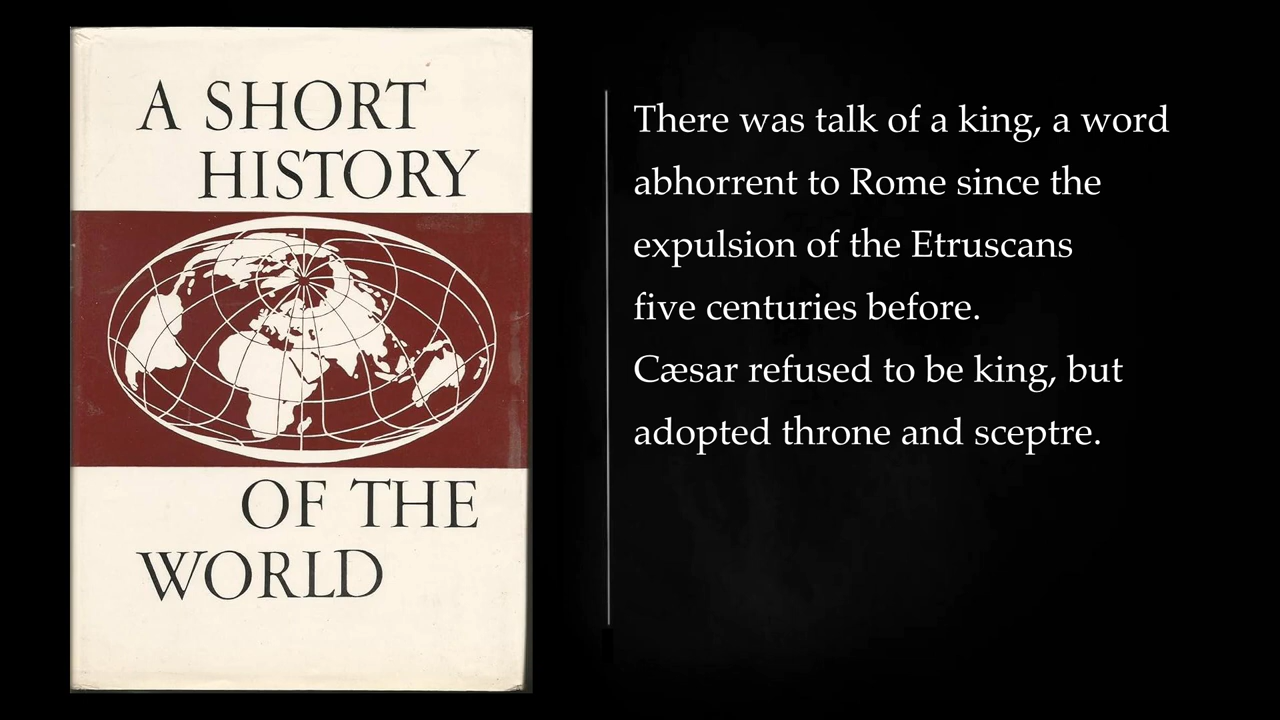 A SHORT
HISTORY
OF THE
WORLD
There was talk of a king, a word
abhorrent to Rome since the
expulsion of the Etruscans
five centuries before.
Cæsar refused to be king, but
adopted throne and sceptre.